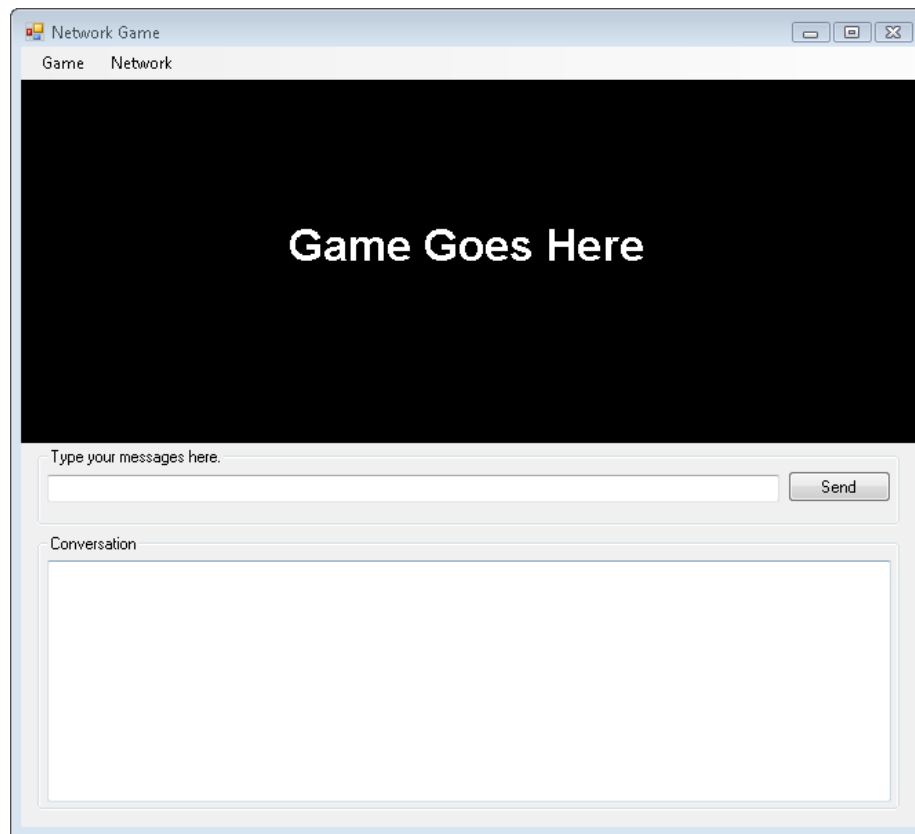 Network Game
Game Network
Game Goes Here
Type your messages here.
Send
Conversation